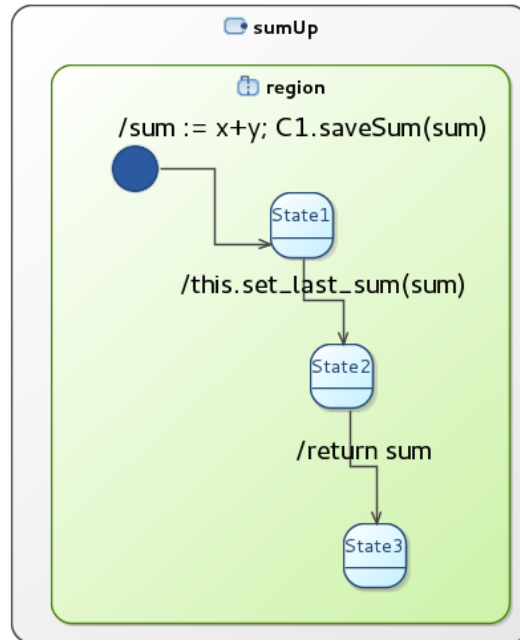 sumUp
region
/sum := x+y; C1.saveSum(sum)
State1
/this.set_last_sum(sum)
State2
/return sum
State3